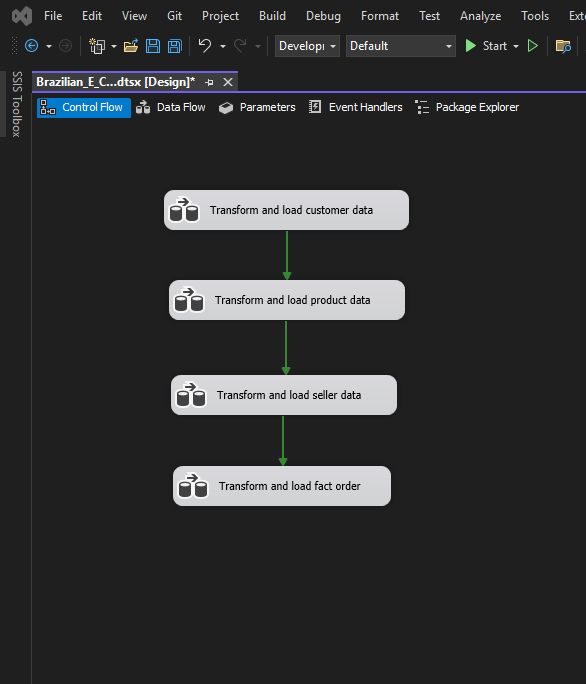 File Edit View Git Project Build Debug Format Test Analyze Tools Ext
Developr Default Start
SSIS Toolbox
Brazilian_E_C...dtsx [Design]*
Control Flow Data Flow Parameters Event Handlers Package Explorer
Transform and load customer data
Transform and load product data
Transform and load seller data
Transform and load fact order